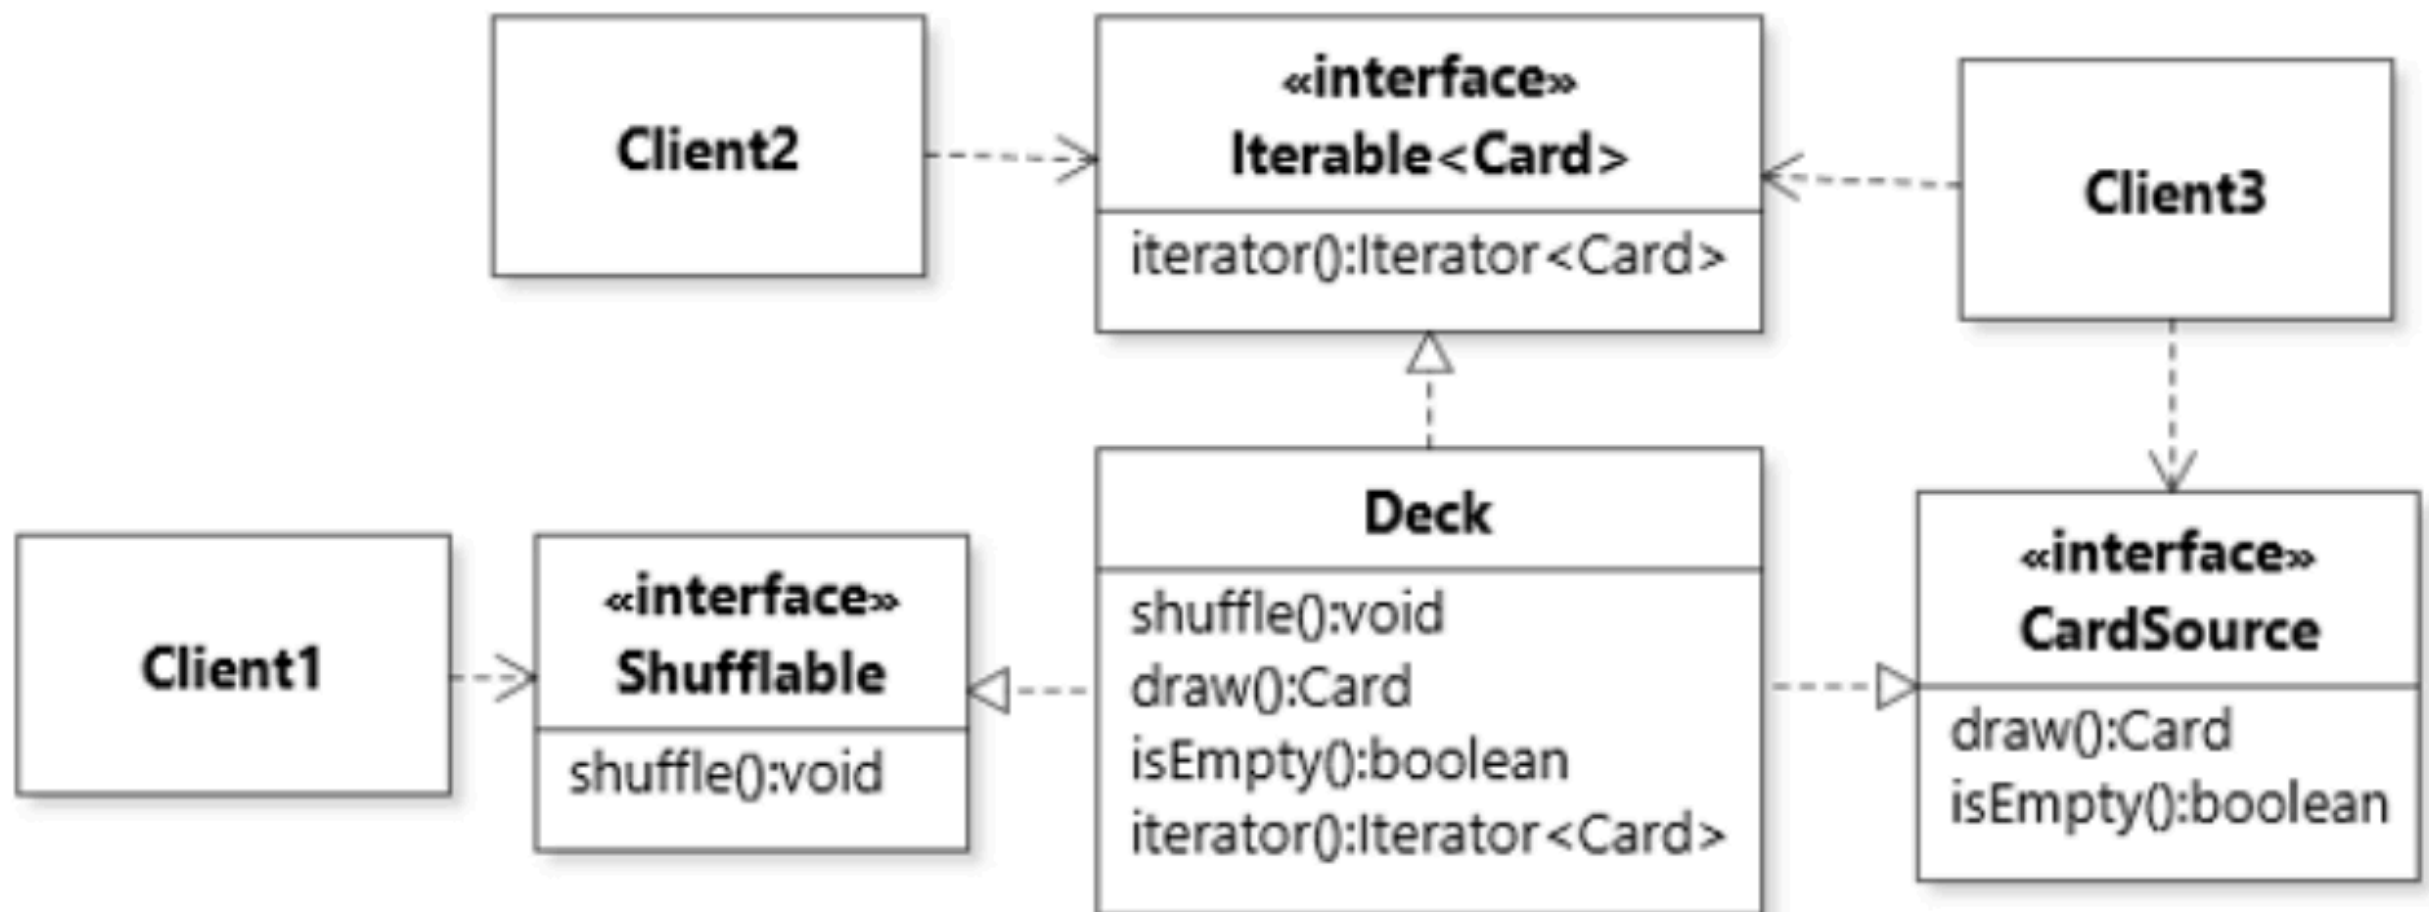 Client2
«interface»
Iterable<Card>
iterator():Iterator<Card>
Client3
Client1
«interface»
Shufflable
shuffle():void
Deck
shuffle():void
draw():Card
isEmpty():boolean
iterator():Iterator<Card>
«interface»
CardSource
draw():Card
isEmpty():boolean